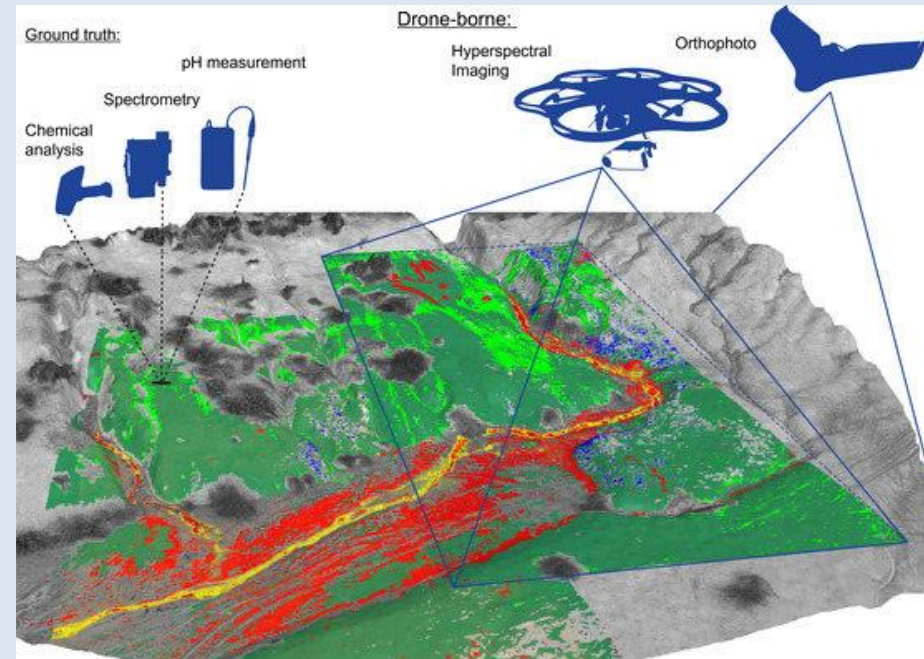 Drone-borne:
Ground truth:
Hyperspectral
Imaging
Orthophoto
pH measurement
Spectrometry
Chemical
analysis